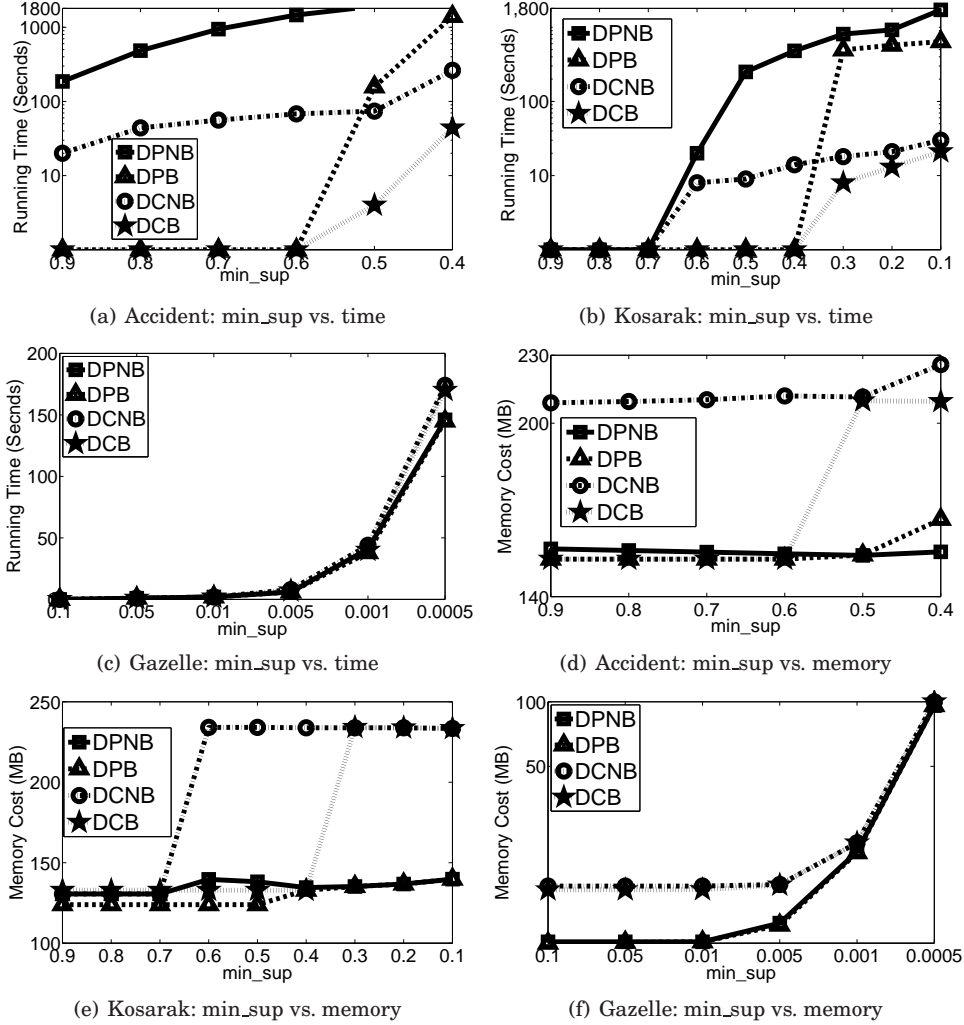 1800
1000
100
10
Running Time (Secnds)
DPNB
DPB
DCNB
DCB
0.9 0.8 0.7 0.6 0.5 0.4
min_sup
(a) Accident: min_sup vs. time
1,800
100
10
Running Time (Secnds)
DPNB
DPB
DCNB
DCB
0.9 0.8 0.7 0.6 0.5 0.4 0.3 0.2 0.1
min_sup
(b) Kosarak: min_sup vs. time
200
150
100
50
Running Time (Secnds)
DPNB
DPB
DCNB
DCB
0.1 0.05 0.01 0.005 0.001 0.0005
min_sup
(c) Gazelle: min_sup vs. time
230
200
140
Memory Cost (MB)
DPNB
DPB
DCNB
DCB
0.9 0.8 0.7 0.6 0.5 0.4
min_sup
(d) Accident: min_sup vs. memory
250
200
150
100
Memory Cost (MB)
DPNB
DPB
DCNB
DCB
0.9 0.8 0.7 0.6 0.5 0.4 0.3 0.2 0.1
min_sup
(e) Kosarak: min_sup vs. memory
100
50
Memory Cost (MB)
DPNB
DPB
DCNB
DCB
0.1 0.05 0.01 0.005 0.001 0.0005
min_sup
(f) Gazelle: min_sup vs. memory